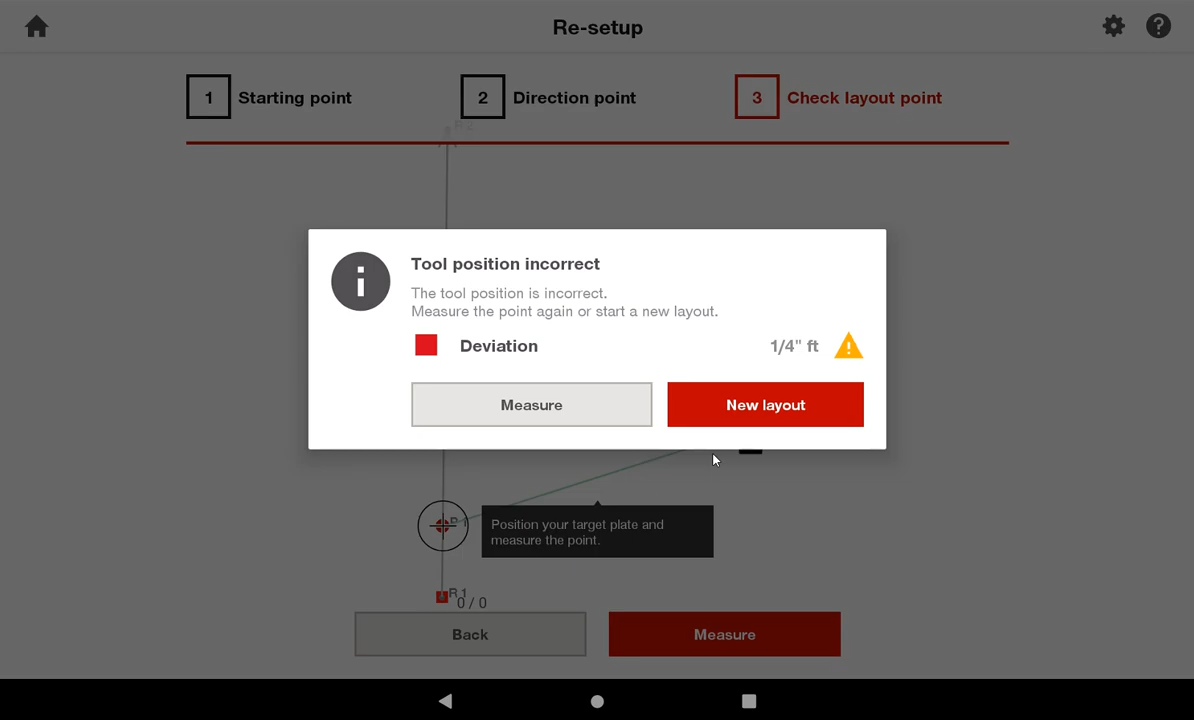 Re-setup
1 Starting point
2 Direction point
3 Check layout point
R 2
Tool position incorrect
The tool position is incorrect.
Measure the point again or start a new layout.
Deviation
1/4" ft
Measure
New layout
Position your target plate and
measure the point.
R 1
0 / 0
Back
Measure